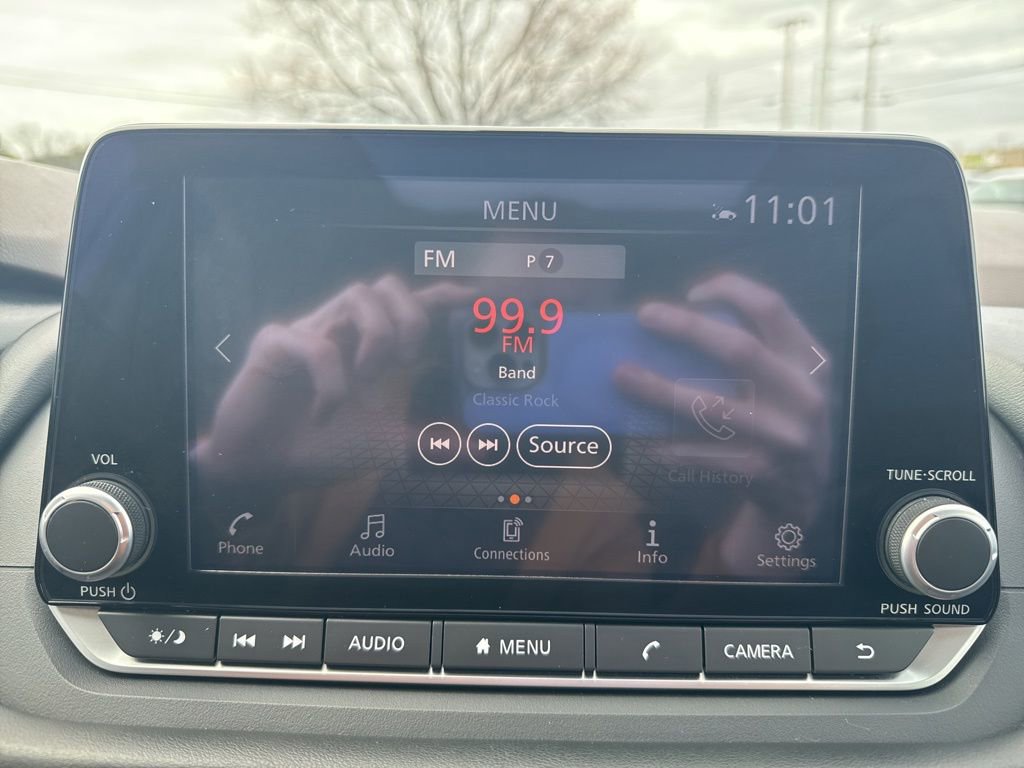 MENU
11:01
FM P 7
99.9
FM
Band
Classic Rock
Source
Call History
VOL
TUNE·SCROLL
Phone
Audio
Connections
Info
Settings
PUSH
PUSH SOUND
AUDIO
MENU
CAMERA